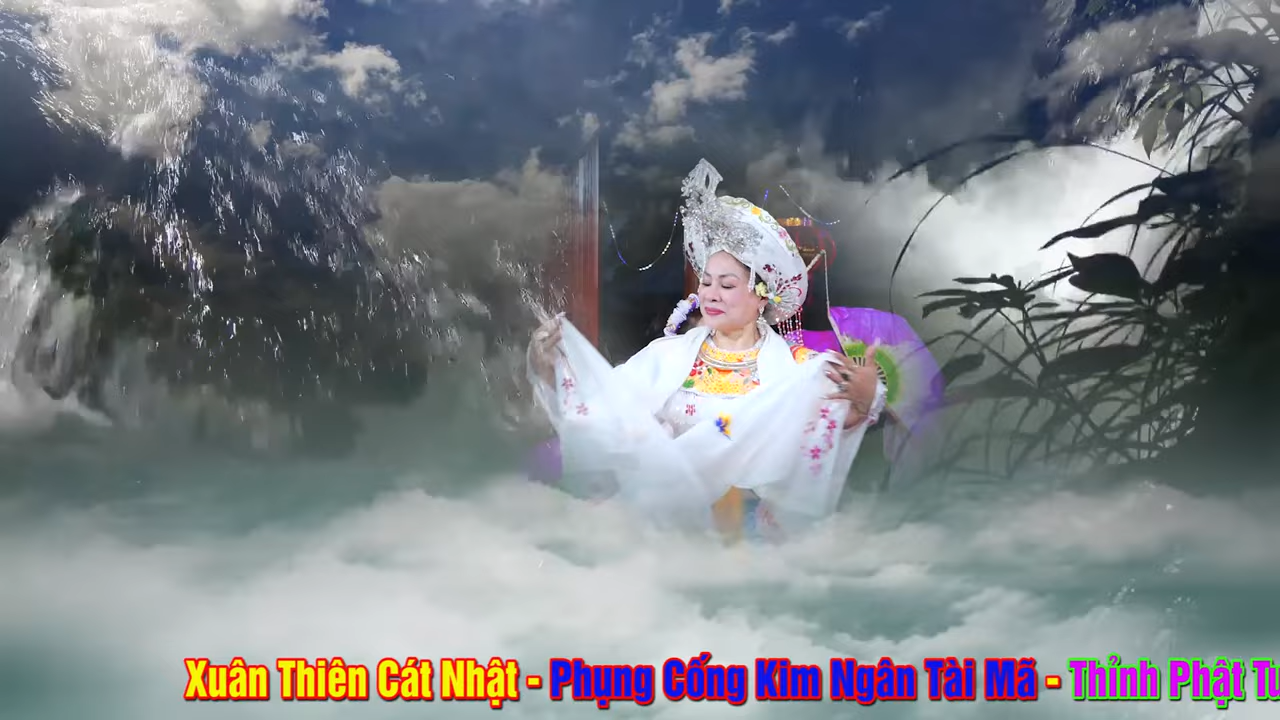 Xuân Thiên Cát Nhật - Phụng Cống Kim Ngân Tài Mã - Thỉnh Phật